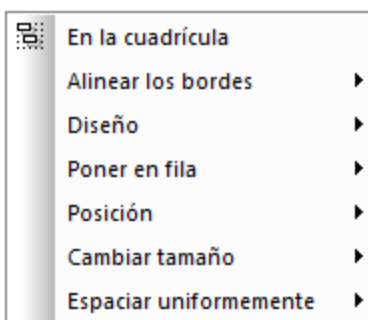 En la cuadrícula
Alinear los bordes
Diseño
Poner en fila
Posición
Cambiar tamaño
Espaciar uniformemente